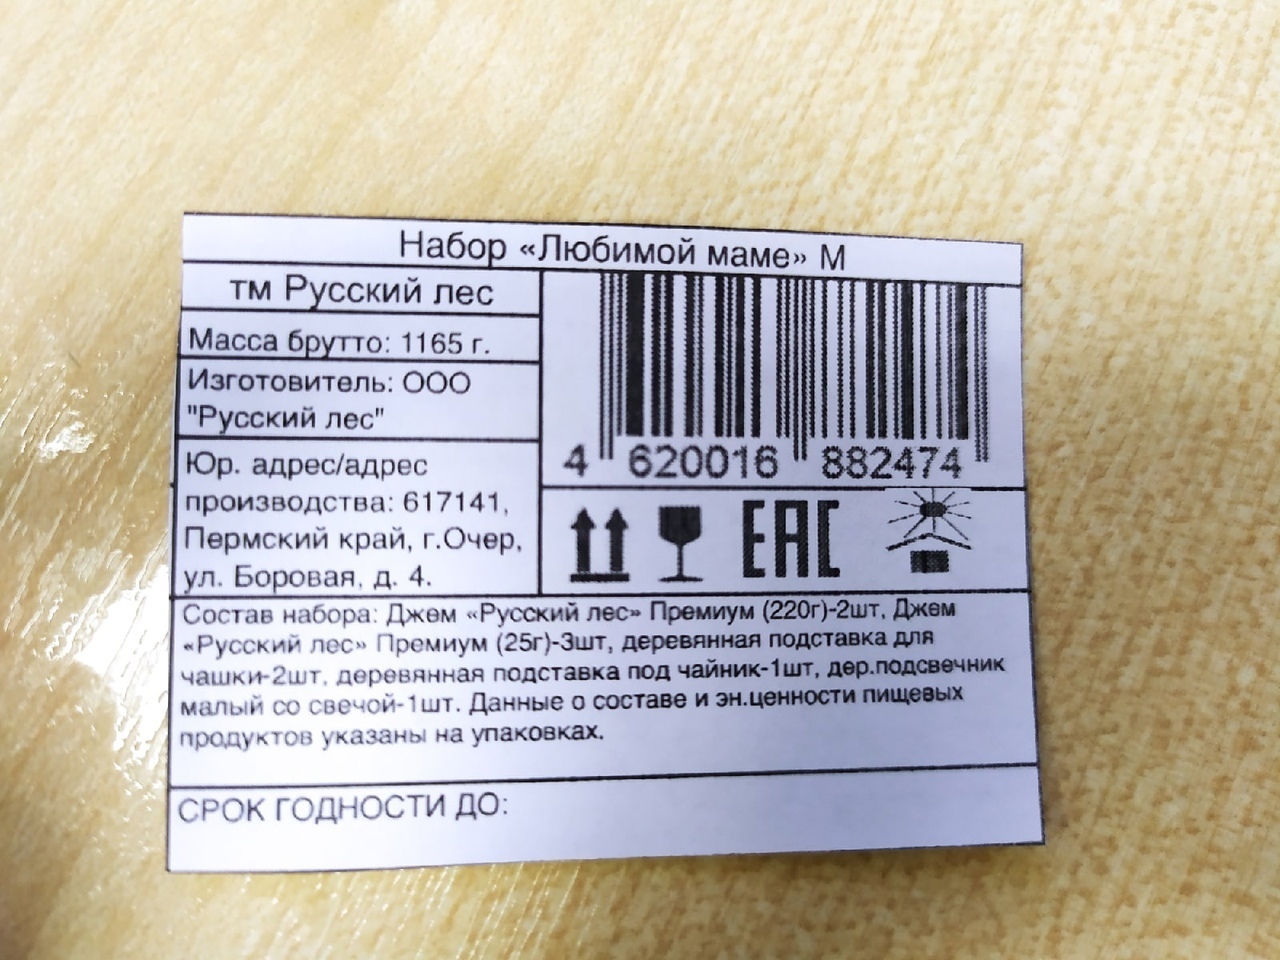 Набор «Любимой маме» М
тм Русский лес
Масса брутто: 1165 г.
Изготовитель: ООО
"Русский лес"
Юр. адрес/адрес
производства: 617141,
Пермский край, г.Очер,
ул. Боровая, д. 4.
4 620016 882474
EAC
Состав набора: Джем «Русский лес» Премиум (220г)-2шт, Джем
«Русский лес» Премиум (25г)-3шт, деревянная подставка для
чашки-2шт, деревянная подставка под чайник-1шт, дер.подсвечник
малый со свечой-1шт. Данные о составе и эн.ценности пищевых
продуктов указаны на упаковках.
СРОК ГОДНОСТИ ДО: